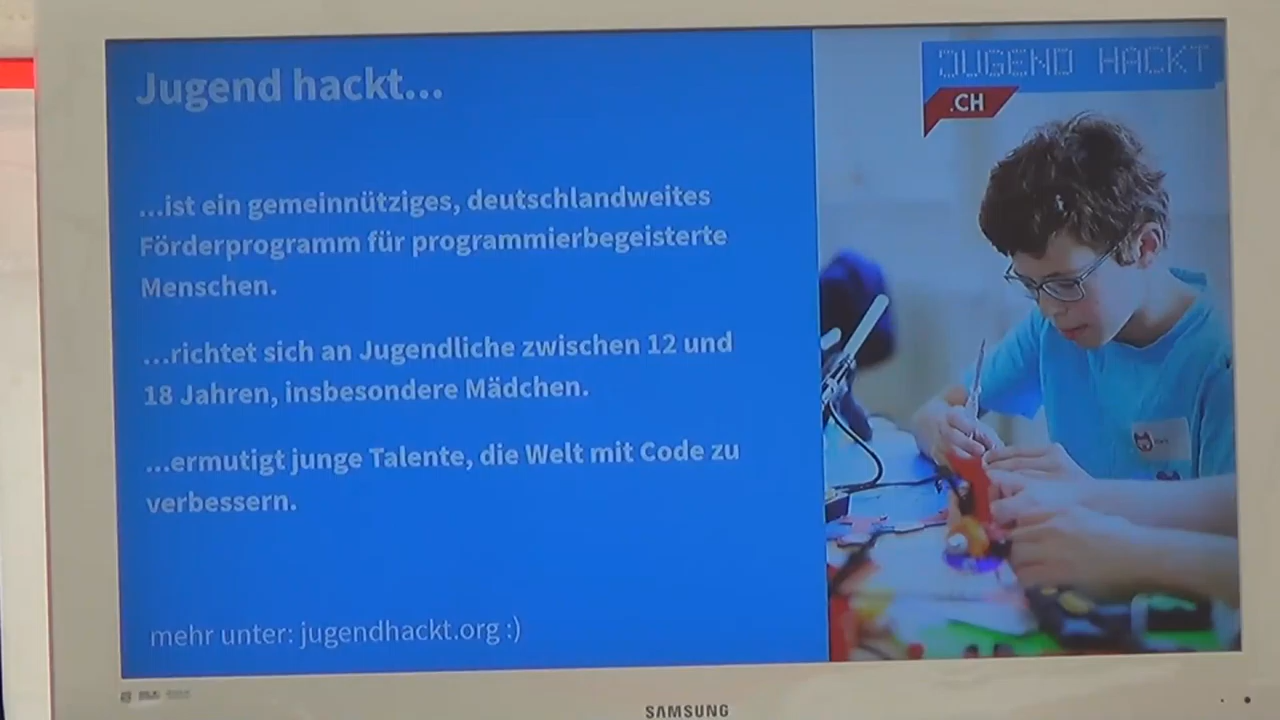 Jugend hackt...
JUGEND HACKT
.CH
...ist ein gemeinnütziges, deutschlandweites
Förderprogramm für programmierbegeisterte
Menschen.
...richtet sich an Jugendliche zwischen 12 und
18 Jahren, insbesondere Mädchen.
...ermutigt junge Talente, die Welt mit Code zu
verbessern.
mehr unter: jugendhackt.org :)
SAMSUNG